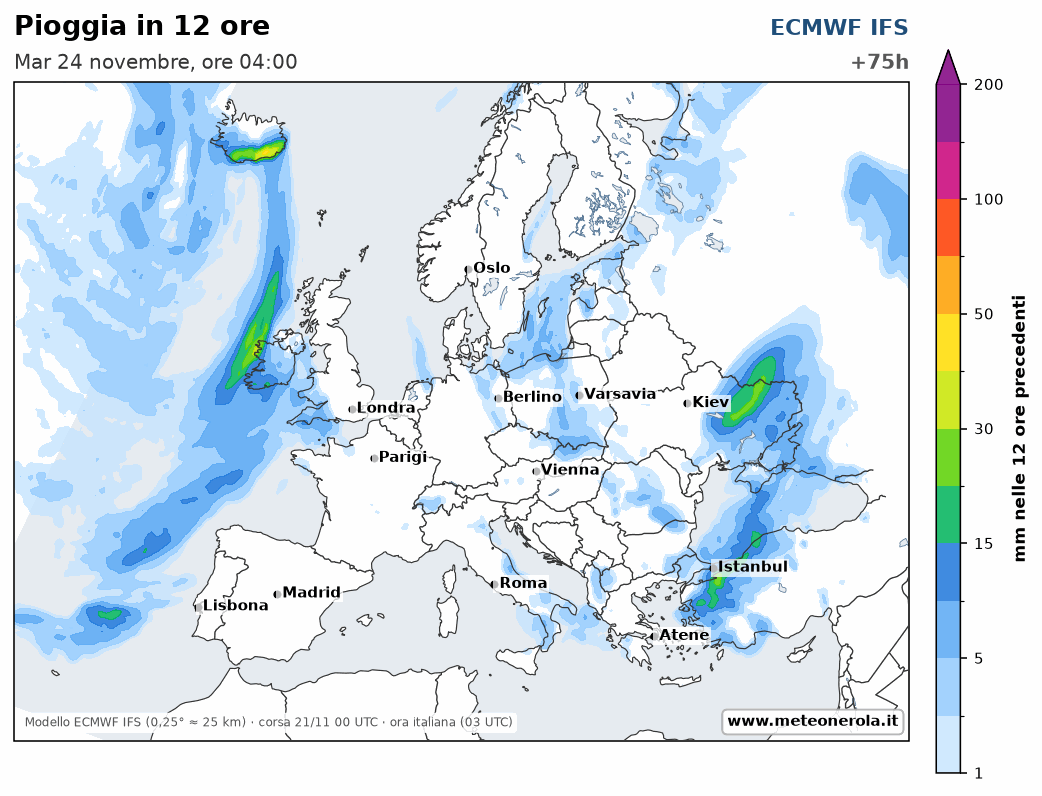 Pioggia in 12 ore
ECMWF IFS
Mar 24 novembre, ore 04:00
+75h
200
100
50
30
15
5
1
mm nelle 12 ore precedenti
Oslo
Berlino
Varsavia
Kiev
Londra
Parigi
Vienna
Istanbul
Roma
Madrid
Lisbona
Atene
Modello ECMWF IFS (0,25° ≈ 25 km) · corsa 21/11 00 UTC · ora italiana (03 UTC)
www.meteonerola.it